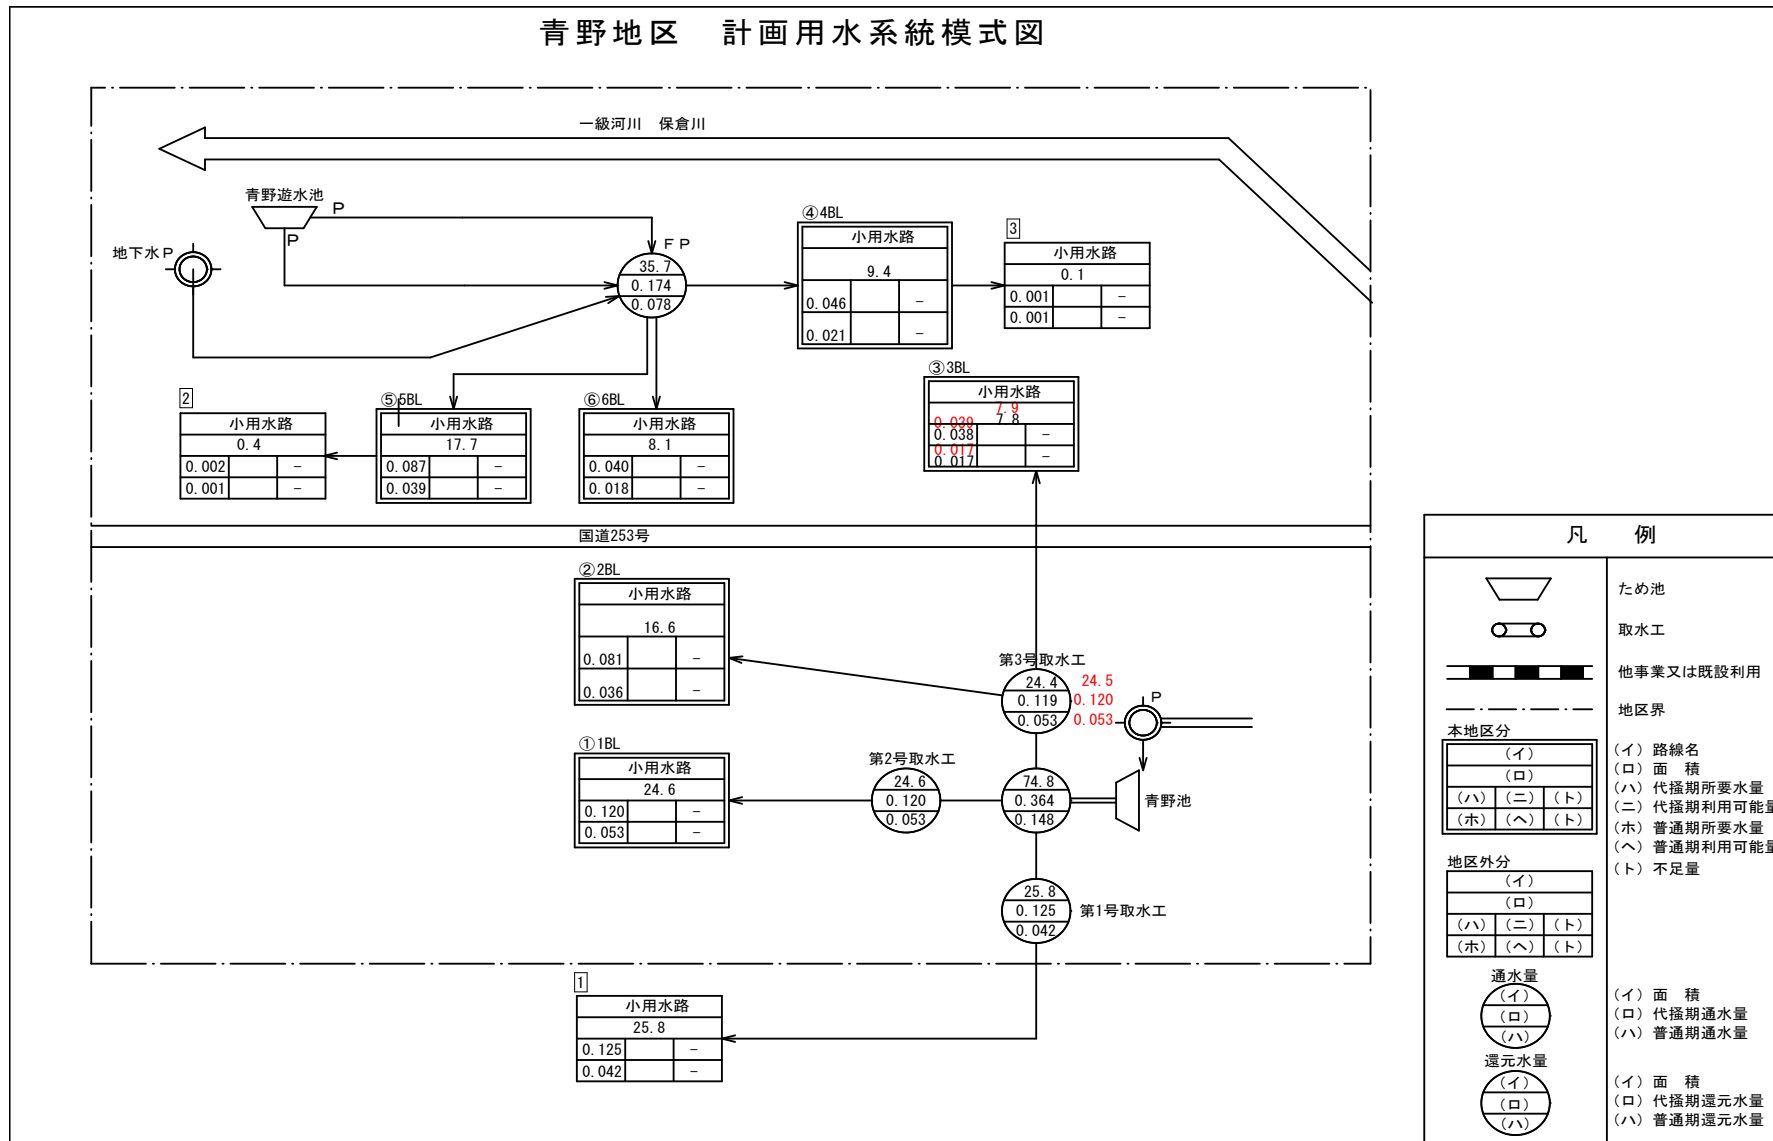 青野地区　計画用水系統模式図
一級河川　保倉川
青野遊水池
P
P
地下水P
FP
35.7
0.174
0.078
④4BL
小用水路
9.4
0.046 －
0.021 －
3
小用水路
0.1
0.001 －
0.001 －
③3BL
小用水路
7.9
7.8
0.039
0.038 －
0.017
0.017 －
2
小用水路
0.4
0.002 －
0.001 －
⑤5BL
小用水路
17.7
0.087 －
0.039 －
⑥6BL
小用水路
8.1
0.040 －
0.018 －
国道253号
②2BL
小用水路
16.6
0.081 －
0.036 －
第3号取水工
24.4 24.5
0.119 0.120
0.053 0.053
P
①1BL
小用水路
24.6
0.120 －
0.053 －
第2号取水工
24.6
0.120
0.053
74.8
0.364
0.148
青野池
25.8
0.125
0.042
第1号取水工
1
小用水路
25.8
0.125 －
0.042 －
凡　例
ため池
取水工
他事業又は既設利用
地区界
本地区分
(イ)
(ロ)
(ハ) (ニ) (ト)
(ホ) (ヘ) (ト)
(イ) 路線名
(ロ) 面　積
(ハ) 代掻期所要水量
(ニ) 代掻期利用可能量
(ホ) 普通期所要水量
(ヘ) 普通期利用可能量
(ト) 不足量
地区外分
(イ)
(ロ)
(ハ) (ニ) (ト)
(ホ) (ヘ) (ト)
通水量
(イ)
(ロ)
(ハ)
(イ) 面　積
(ロ) 代掻期通水量
(ハ) 普通期通水量
還元水量
(イ)
(ロ)
(ハ)
(イ) 面　積
(ロ) 代掻期還元水量
(ハ) 普通期還元水量